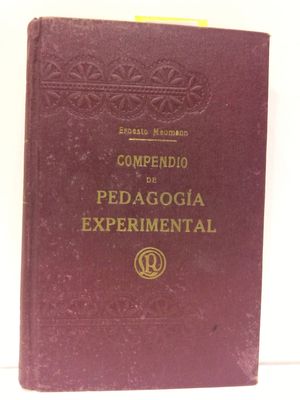 Ernesto Meumann
COMPENDIO
DE
PEDAGOGÍA
EXPERIMENTAL